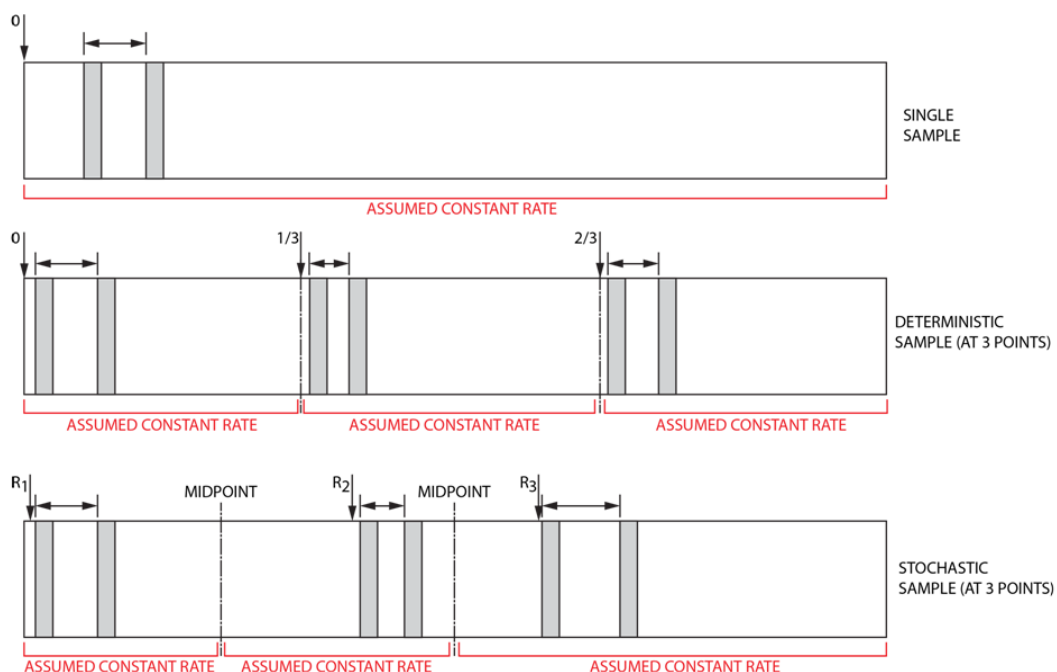 0
SINGLE
SAMPLE
ASSUMED CONSTANT RATE
0
1/3
2/3
DETERMINISTIC
SAMPLE (AT 3 POINTS)
ASSUMED CONSTANT RATE
ASSUMED CONSTANT RATE
ASSUMED CONSTANT RATE
R1
MIDPOINT
R2
MIDPOINT
R3
STOCHASTIC
SAMPLE (AT 3 POINTS)
ASSUMED CONSTANT RATE
ASSUMED CONSTANT RATE
ASSUMED CONSTANT RATE